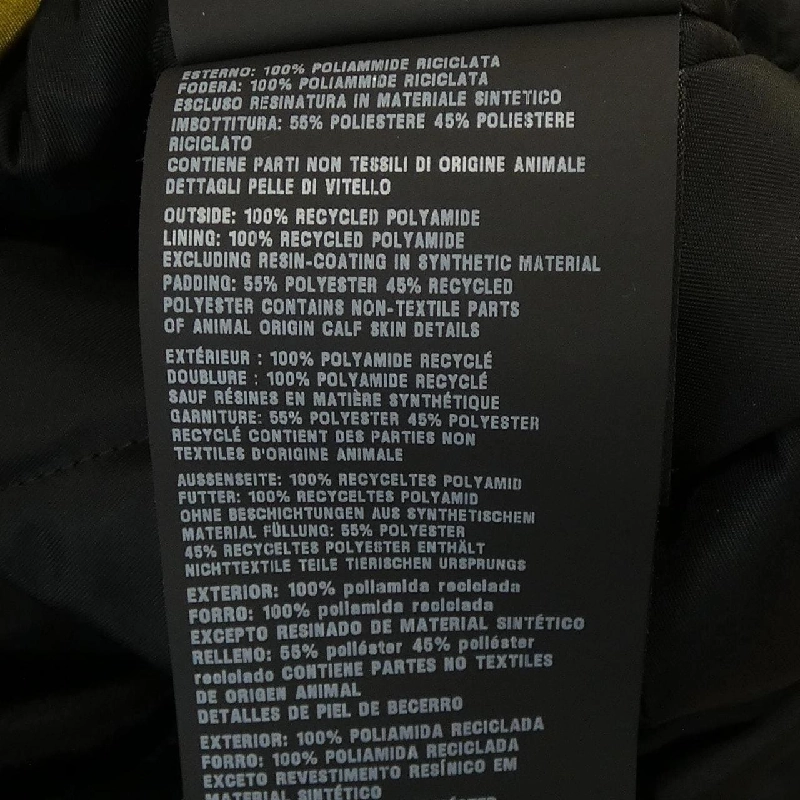 ESTERNO: 100% POLIAMMIDE RICICLATA
FODERA: 100% POLIAMMIDE RICICLATA
ESCLUSO RESINATURA IN MATERIALE SINTETICO
IMBOTTITURA: 55% POLIESTERE 45% POLIESTERE
RICICLATO
CONTIENE PARTI NON TESSILI DI ORIGINE ANIMALE
DETTAGLI PELLE DI VITELLO
OUTSIDE: 100% RECYCLED POLYAMIDE
LINING: 100% RECYCLED POLYAMIDE
EXCLUDING RESIN-COATING IN SYNTHETIC MATERIAL
PADDING: 55% POLYESTER 45% RECYCLED
POLYESTER CONTAINS NON-TEXTILE PARTS
OF ANIMAL ORIGIN CALF SKIN DETAILS
EXTÉRIEUR : 100% POLYAMIDE RECYCLÉ
DOUBLURE : 100% POLYAMIDE RECYCLÉ
SAUF RÉSINES EN MATIÈRE SYNTHÉTIQUE
GARNITURE: 55% POLYESTER 45% POLYESTER
RECYCLÉ CONTIENT DES PARTIES NON
TEXTILES D'ORIGINE ANIMALE
AUSSENSEITE: 100% RECYCELTES POLYAMID
FUTTER: 100% RECYCELTES POLYAMID
OHNE BESCHICHTUNGEN AUS SYNTHETISCHEM
MATERIAL FÜLLUNG: 55% POLYESTER
45% RECYCELTES POLYESTER ENTHÄLT
NICHTTEXTILE TEILE TIERISCHEN URSPRUNGS
EXTERIOR: 100% poliamida reciclada
FORRO: 100% poliamida reciclada
EXCEPTO RESINADO DE MATERIAL SINTÉTICO
RELLENO: 55% poliéster 45% poliéster
reciclado CONTIENE PARTES NO TEXTILES
DE ORIGEN ANIMAL
DETALLES DE PIEL DE BECERRO
EXTERIOR: 100% POLIAMIDA RECICLADA
FORRO: 100% POLIAMIDA RECICLADA
EXCETO REVESTIMENTO RESÍNICO EM
MATERIAL SINTÉTICO